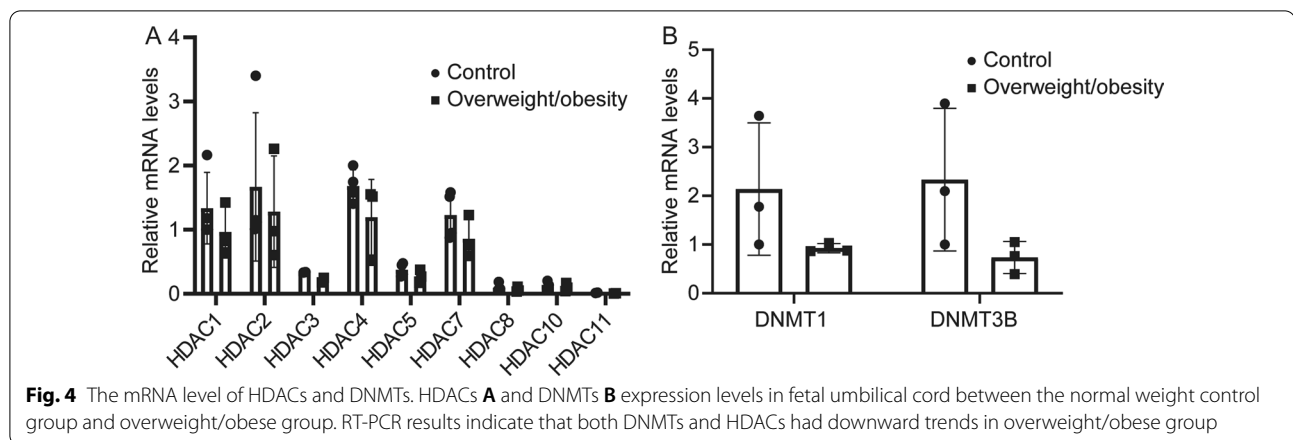 A
Relative mRNA levels
4
3
2
1
0
Control
Overweight/obesity
HDAC1
HDAC2
HDAC3
HDAC4
HDAC5
HDAC7
HDAC8
HDAC10
HDAC11
B
Relative mRNA levels
5
4
3
2
1
0
Control
Overweight/obesity
DNMT1
DNMT3B
Fig. 4 The mRNA level of HDACs and DNMTs. HDACs A and DNMTs B expression levels in fetal umbilical cord between the normal weight control
group and overweight/obese group. RT-PCR results indicate that both DNMTs and HDACs had downward trends in overweight/obese group